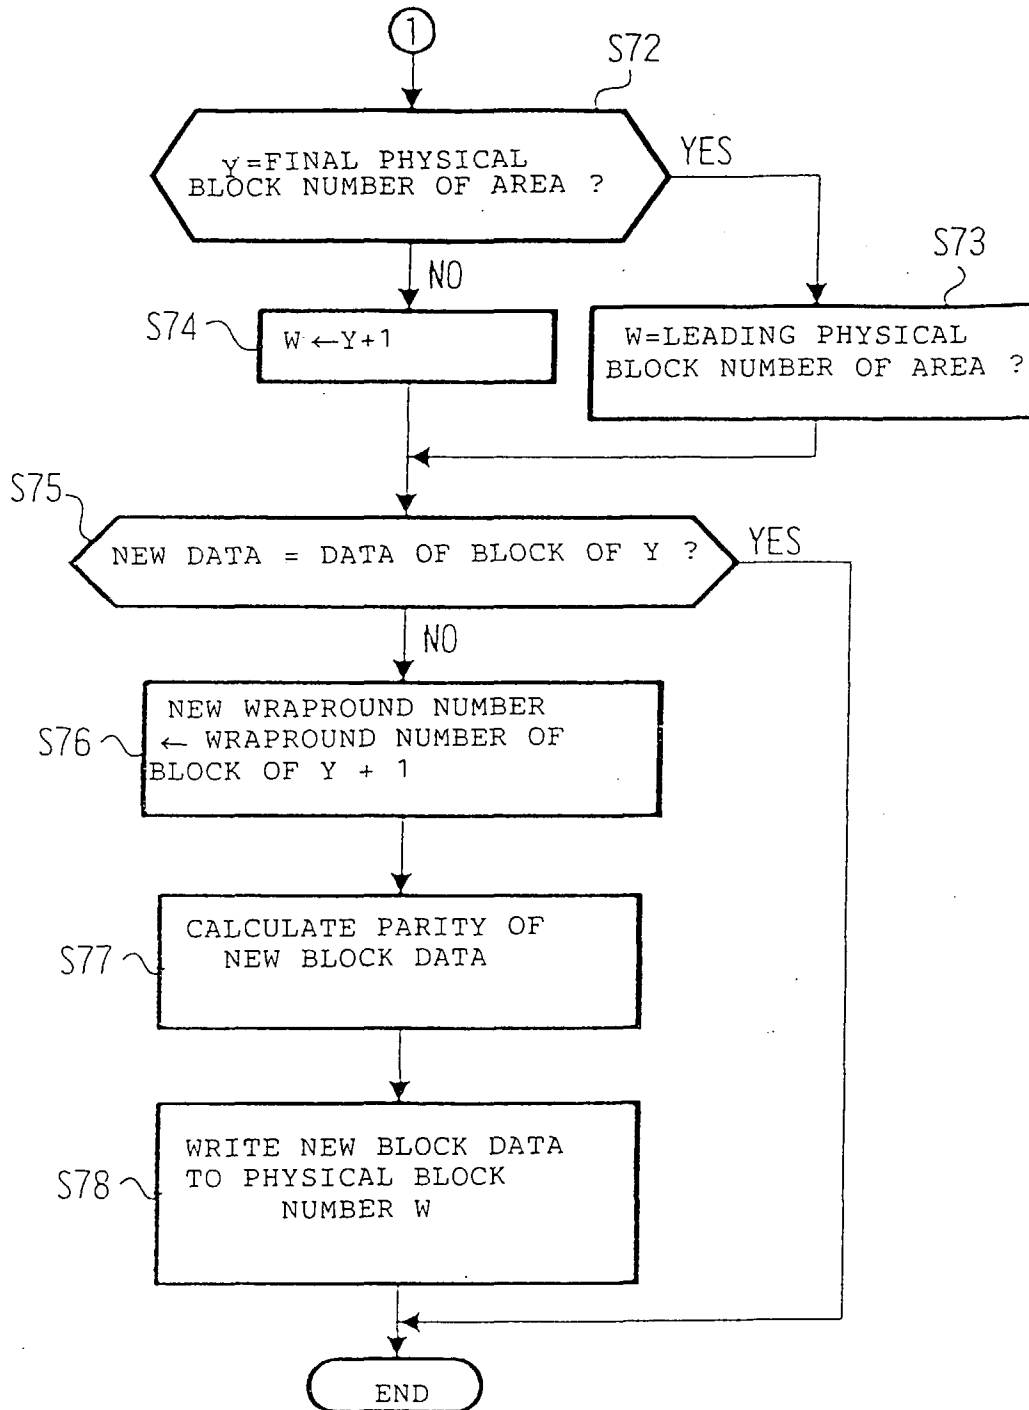 1
S72
Y=FINAL PHYSICAL
BLOCK NUMBER OF AREA ?
YES
NO
S73
S74
W ←Y+1
W=LEADING PHYSICAL
BLOCK NUMBER OF AREA ?
S75
NEW DATA = DATA OF BLOCK OF Y ?
YES
NO
S76
NEW WRAPROUND NUMBER
← WRAPROUND NUMBER OF
BLOCK OF Y + 1
S77
CALCULATE PARITY OF
NEW BLOCK DATA
S78
WRITE NEW BLOCK DATA
TO PHYSICAL BLOCK
NUMBER W
END